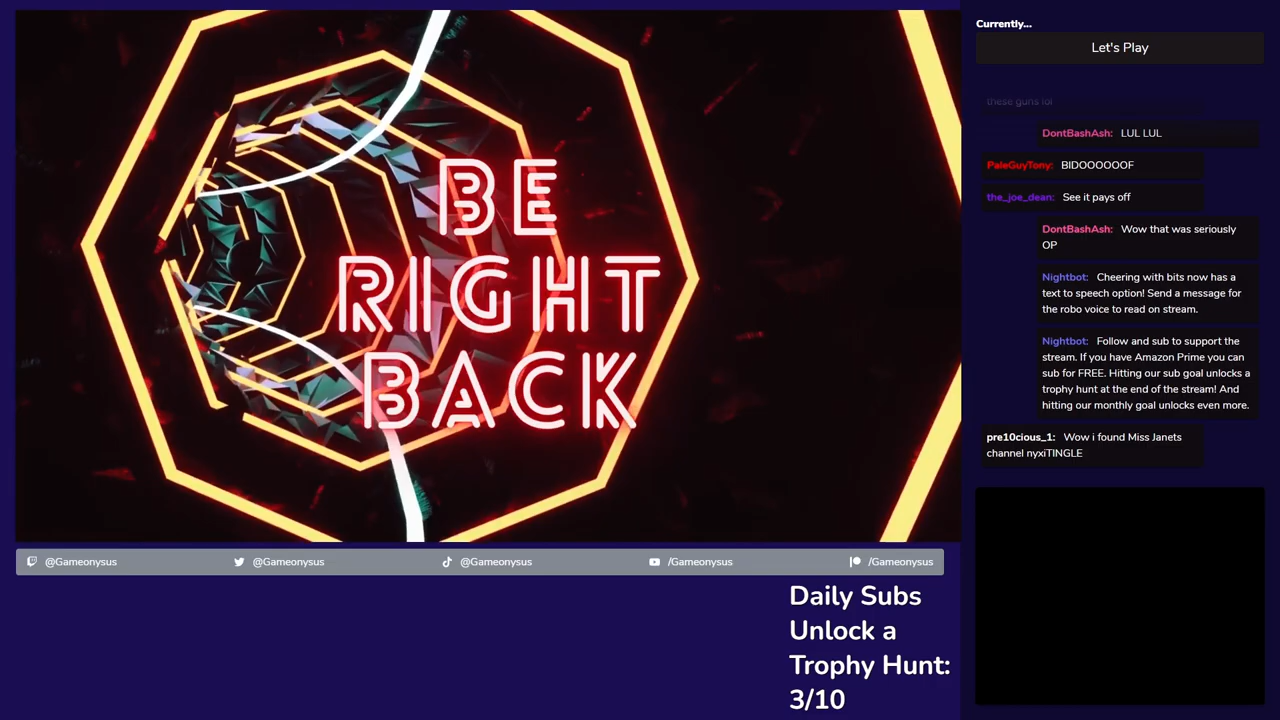 BE
RIGHT
BACK
@Gameonysus
@Gameonysus
@Gameonysus
/Gameonysus
/Gameonysus
Daily Subs
Unlock a
Trophy Hunt:
3/10
Currently...
Let's Play
these guns lol
DontBashAsh: LUL LUL
PaleGuyTony: BIDOOOOOOF
the_joe_dean: See it pays off
DontBashAsh: Wow that was seriously
OP
Nightbot: Cheering with bits now has a
text to speech option! Send a message for
the robo voice to read on stream.
Nightbot: Follow and sub to support the
stream. If you have Amazon Prime you can
sub for FREE. Hitting our sub goal unlocks a
trophy hunt at the end of the stream! And
hitting our monthly goal unlocks even more.
pre10cious_1: Wow i found Miss Janets
channel nyxiTINGLE